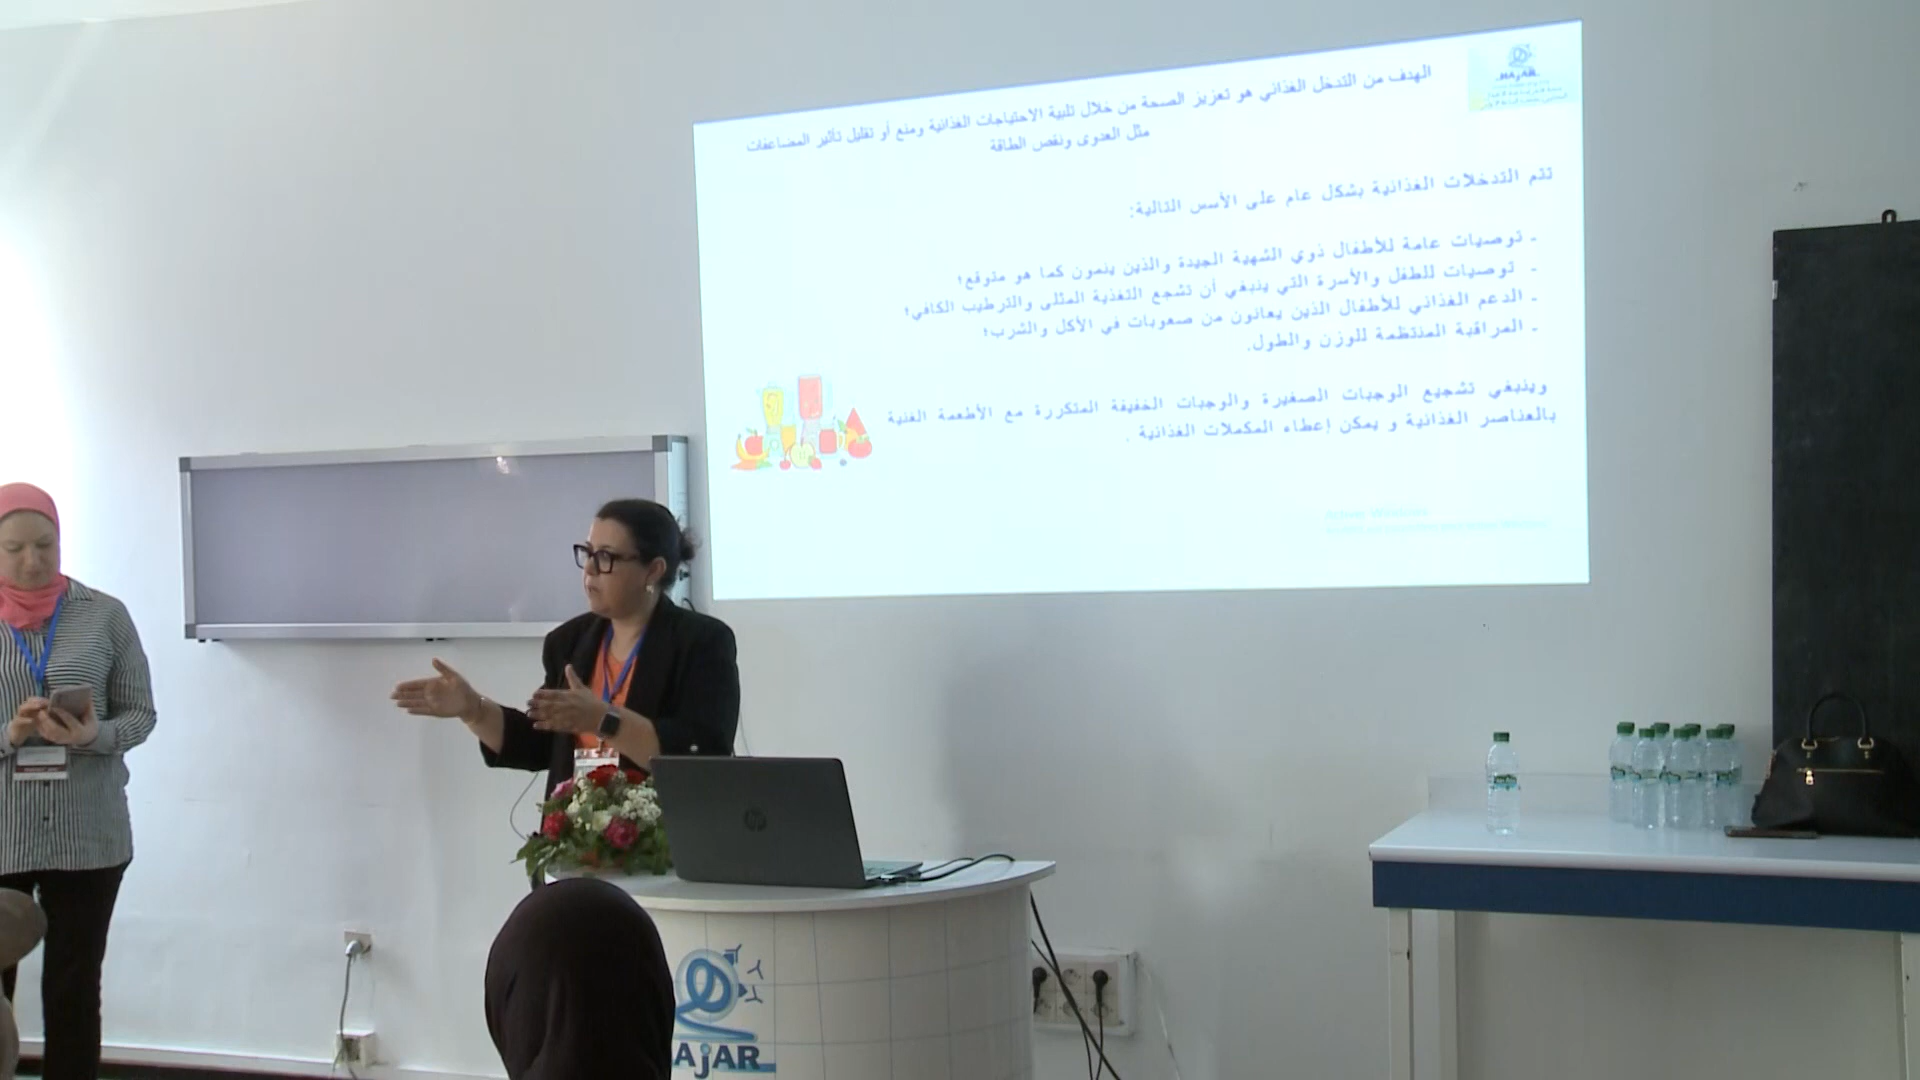 HAJAR
الهدف من التدخل الغذائي هو تعزيز الصحة من خلال تلبية الاحتياجات الغذائية ومنع أو تقليل تأثير المضاعفات
مثل العدوى ونقص الطاقة
تتم التدخلات الغذائية بشكل عام على الأسس التالية:
- توصيات عامة للأطفال ذوي الشهية الجيدة والذين ينمون كما هو متوقع؛
- توصيات للطفل والأسرة التي ينبغي أن تشجع التغذية المثلى والترطيب الكافي؛
- الدعم الغذائي للأطفال الذين يعانون من صعوبات في الأكل والشرب؛
- المراقبة المنتظمة للوزن والطول.
وينبغي تشجيع الوجبات الصغيرة والوجبات الخفيفة المتكررة مع الأطعمة الغنية
بالعناصر الغذائية و يمكن إعطاء المكملات الغذائية .
hp
AJAR